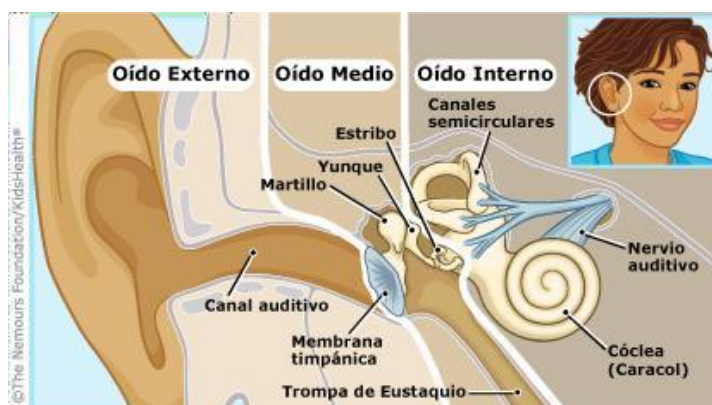 Oído Externo
Oído Medio
Oído Interno
Canales
semicirculares
Estribo
Yunque
Martillo
Nervio
auditivo
Canal auditivo
Membrana
timpánica
Cóclea
(Caracol)
Trompa de Eustaquio
©The Nemours Foundation/KidsHealth®